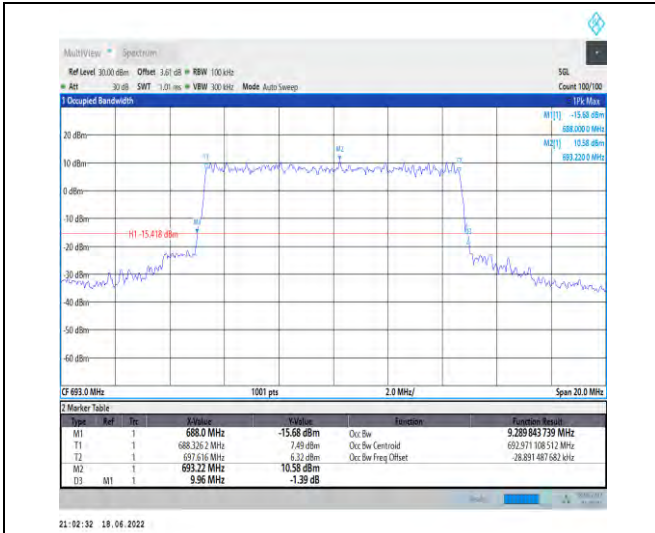 MultiView Spectrum
Ref Level 30.00 dBm Offset 3.61 dB RBW 100 kHz SGL
Att 30 dB SWT 1.01 ms VBW 300 kHz Mode Auto Sweep Count 100/100
1 Occupied Bandwidth 1Pk Max
M1[1] -15.68 dBm
688.000 0 MHz
M2[1] 10.58 dBm
693.220 0 MHz
20 dBm
M2
T1
10 dBm
0 dBm
-10 dBm
M1
H1 -15.418 dBm
-20 dBm
-30 dBm
-40 dBm
-50 dBm
-60 dBm
CF 693.0 MHz 1001 pts 2.0 MHz/ Span 20.0 MHz
2 Marker Table
Type Ref Trc X-Value Y-Value Function Function Result
M1 1 688.0 MHz -15.68 dBm Occ Bw 9.289 843 739 MHz
T1 1 688.326 2 MHz 7.49 dBm Occ Bw Centroid 692.971 108 512 MHz
T2 1 697.616 MHz 6.32 dBm Occ Bw Freq Offset -28.891 487 682 kHz
M2 1 693.22 MHz 10.58 dBm
D3 M1 1 9.96 MHz -1.39 dB
21:02:32 18.06.2022